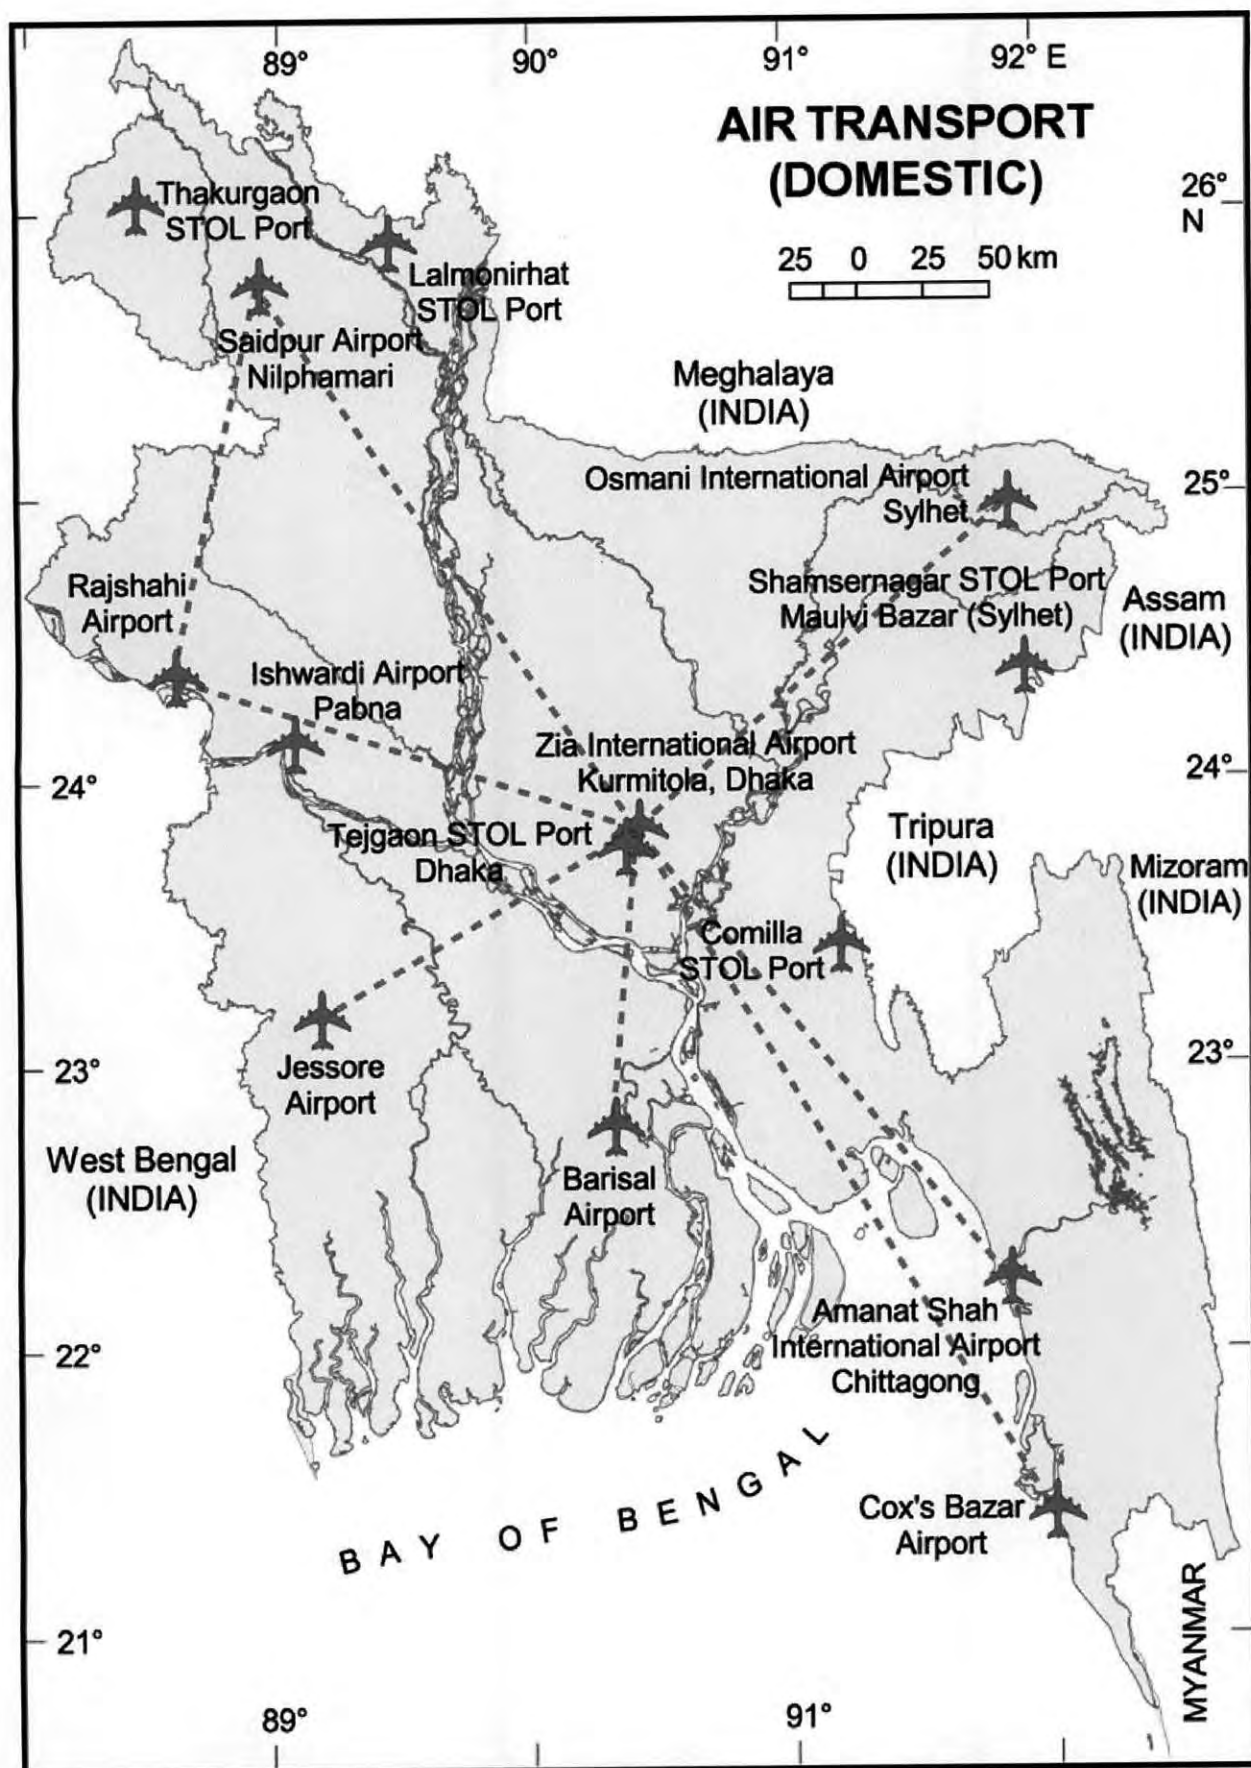 89°
90°
91°
92° E
AIR TRANSPORT
(DOMESTIC)
26°
N
25 0 25 50 km
Thakurgaon
STOL Port
Lalmonirhat
STOL Port
Saidpur Airport
Nilphamari
Meghalaya
(INDIA)
Osmani International Airport
Sylhet
25°
Shamsernagar STOL Port
Maulvi Bazar (Sylhet)
Assam
(INDIA)
Rajshahi
Airport
Ishwardi Airport
Pabna
Zia International Airport
Kurmitola, Dhaka
24°
24°
Tejgaon STOL Port
Dhaka
Tripura
(INDIA)
Mizoram
(INDIA)
Comilla
STOL Port
Jessore
Airport
23°
23°
West Bengal
(INDIA)
Barisal
Airport
Amanat Shah
International Airport
Chittagong
22°
BAY OF BENGAL
Cox's Bazar
Airport
MYANMAR
21°
89°
91°